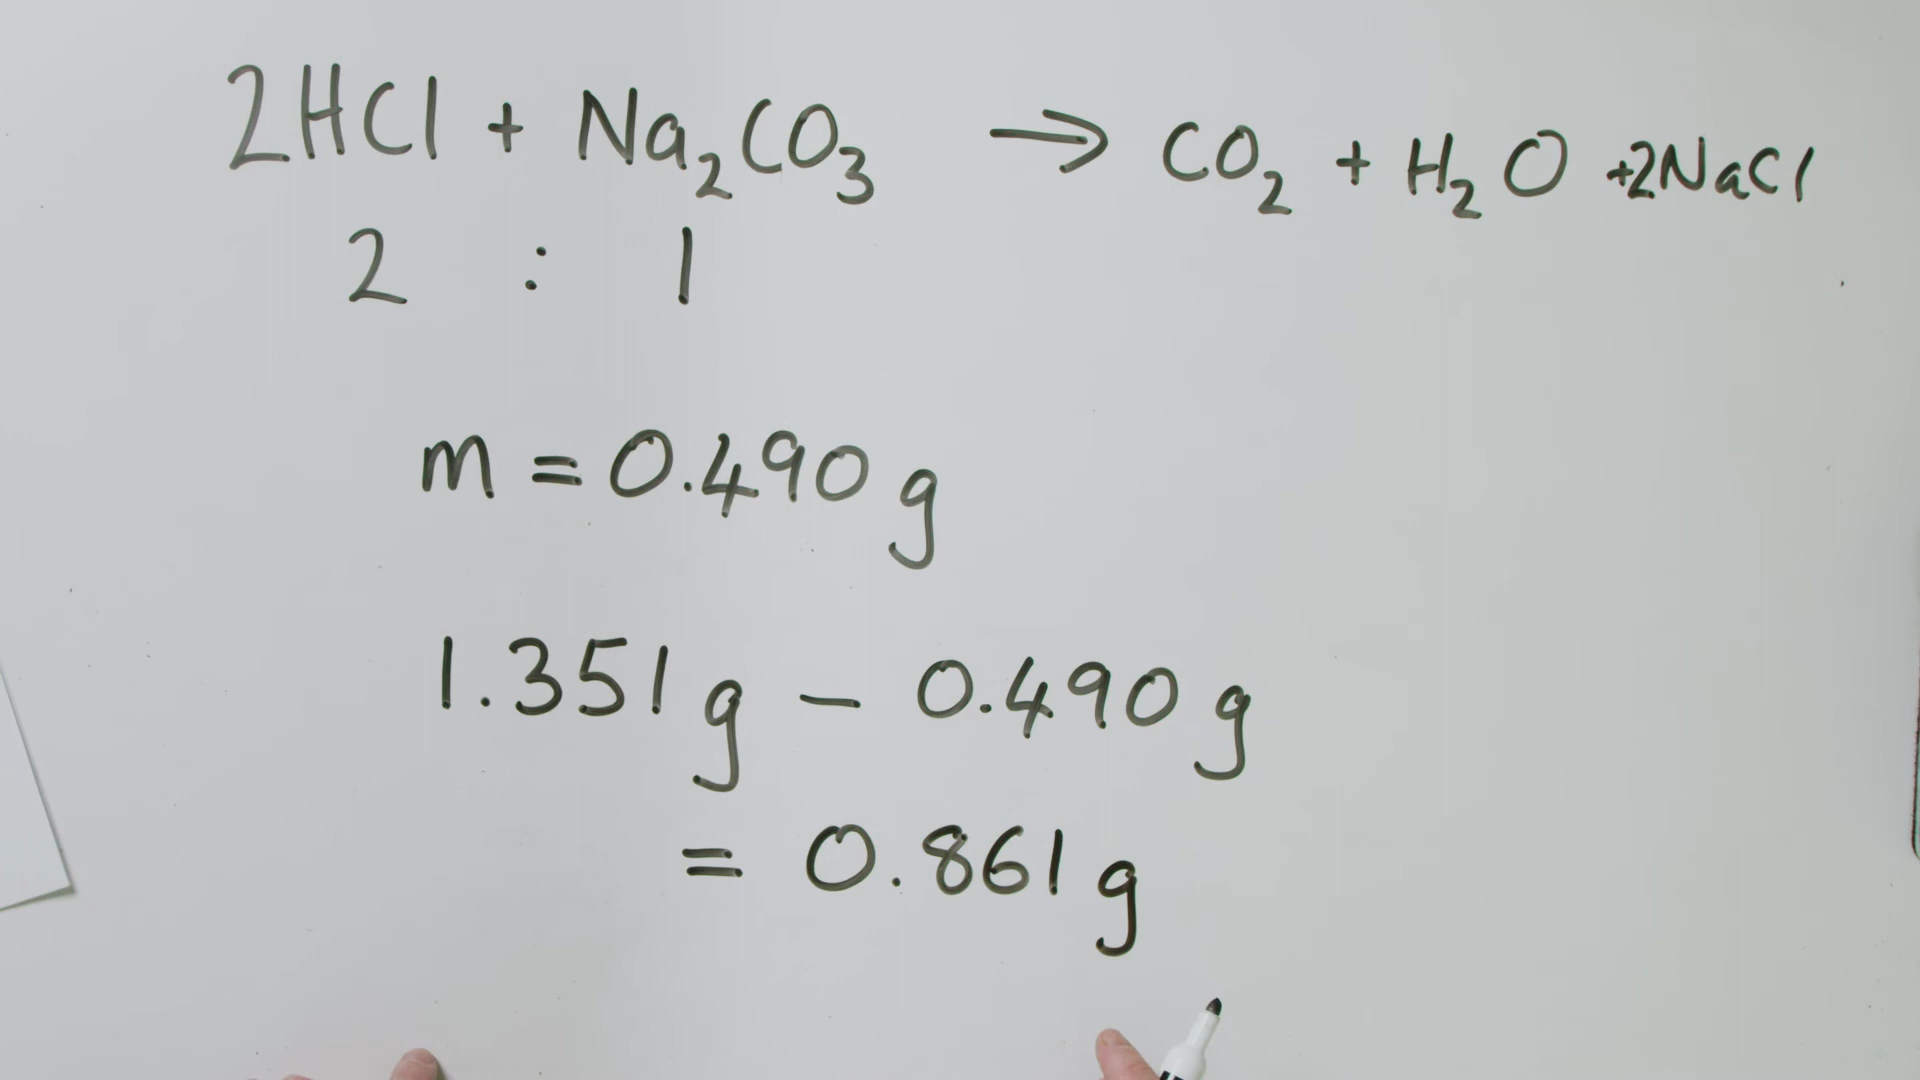 2HCl + Na₂CO₃ → CO₂ + H₂O +2NaCl
2 : 1
m = 0.490 g
1.351 g - 0.490 g
= 0.861 g